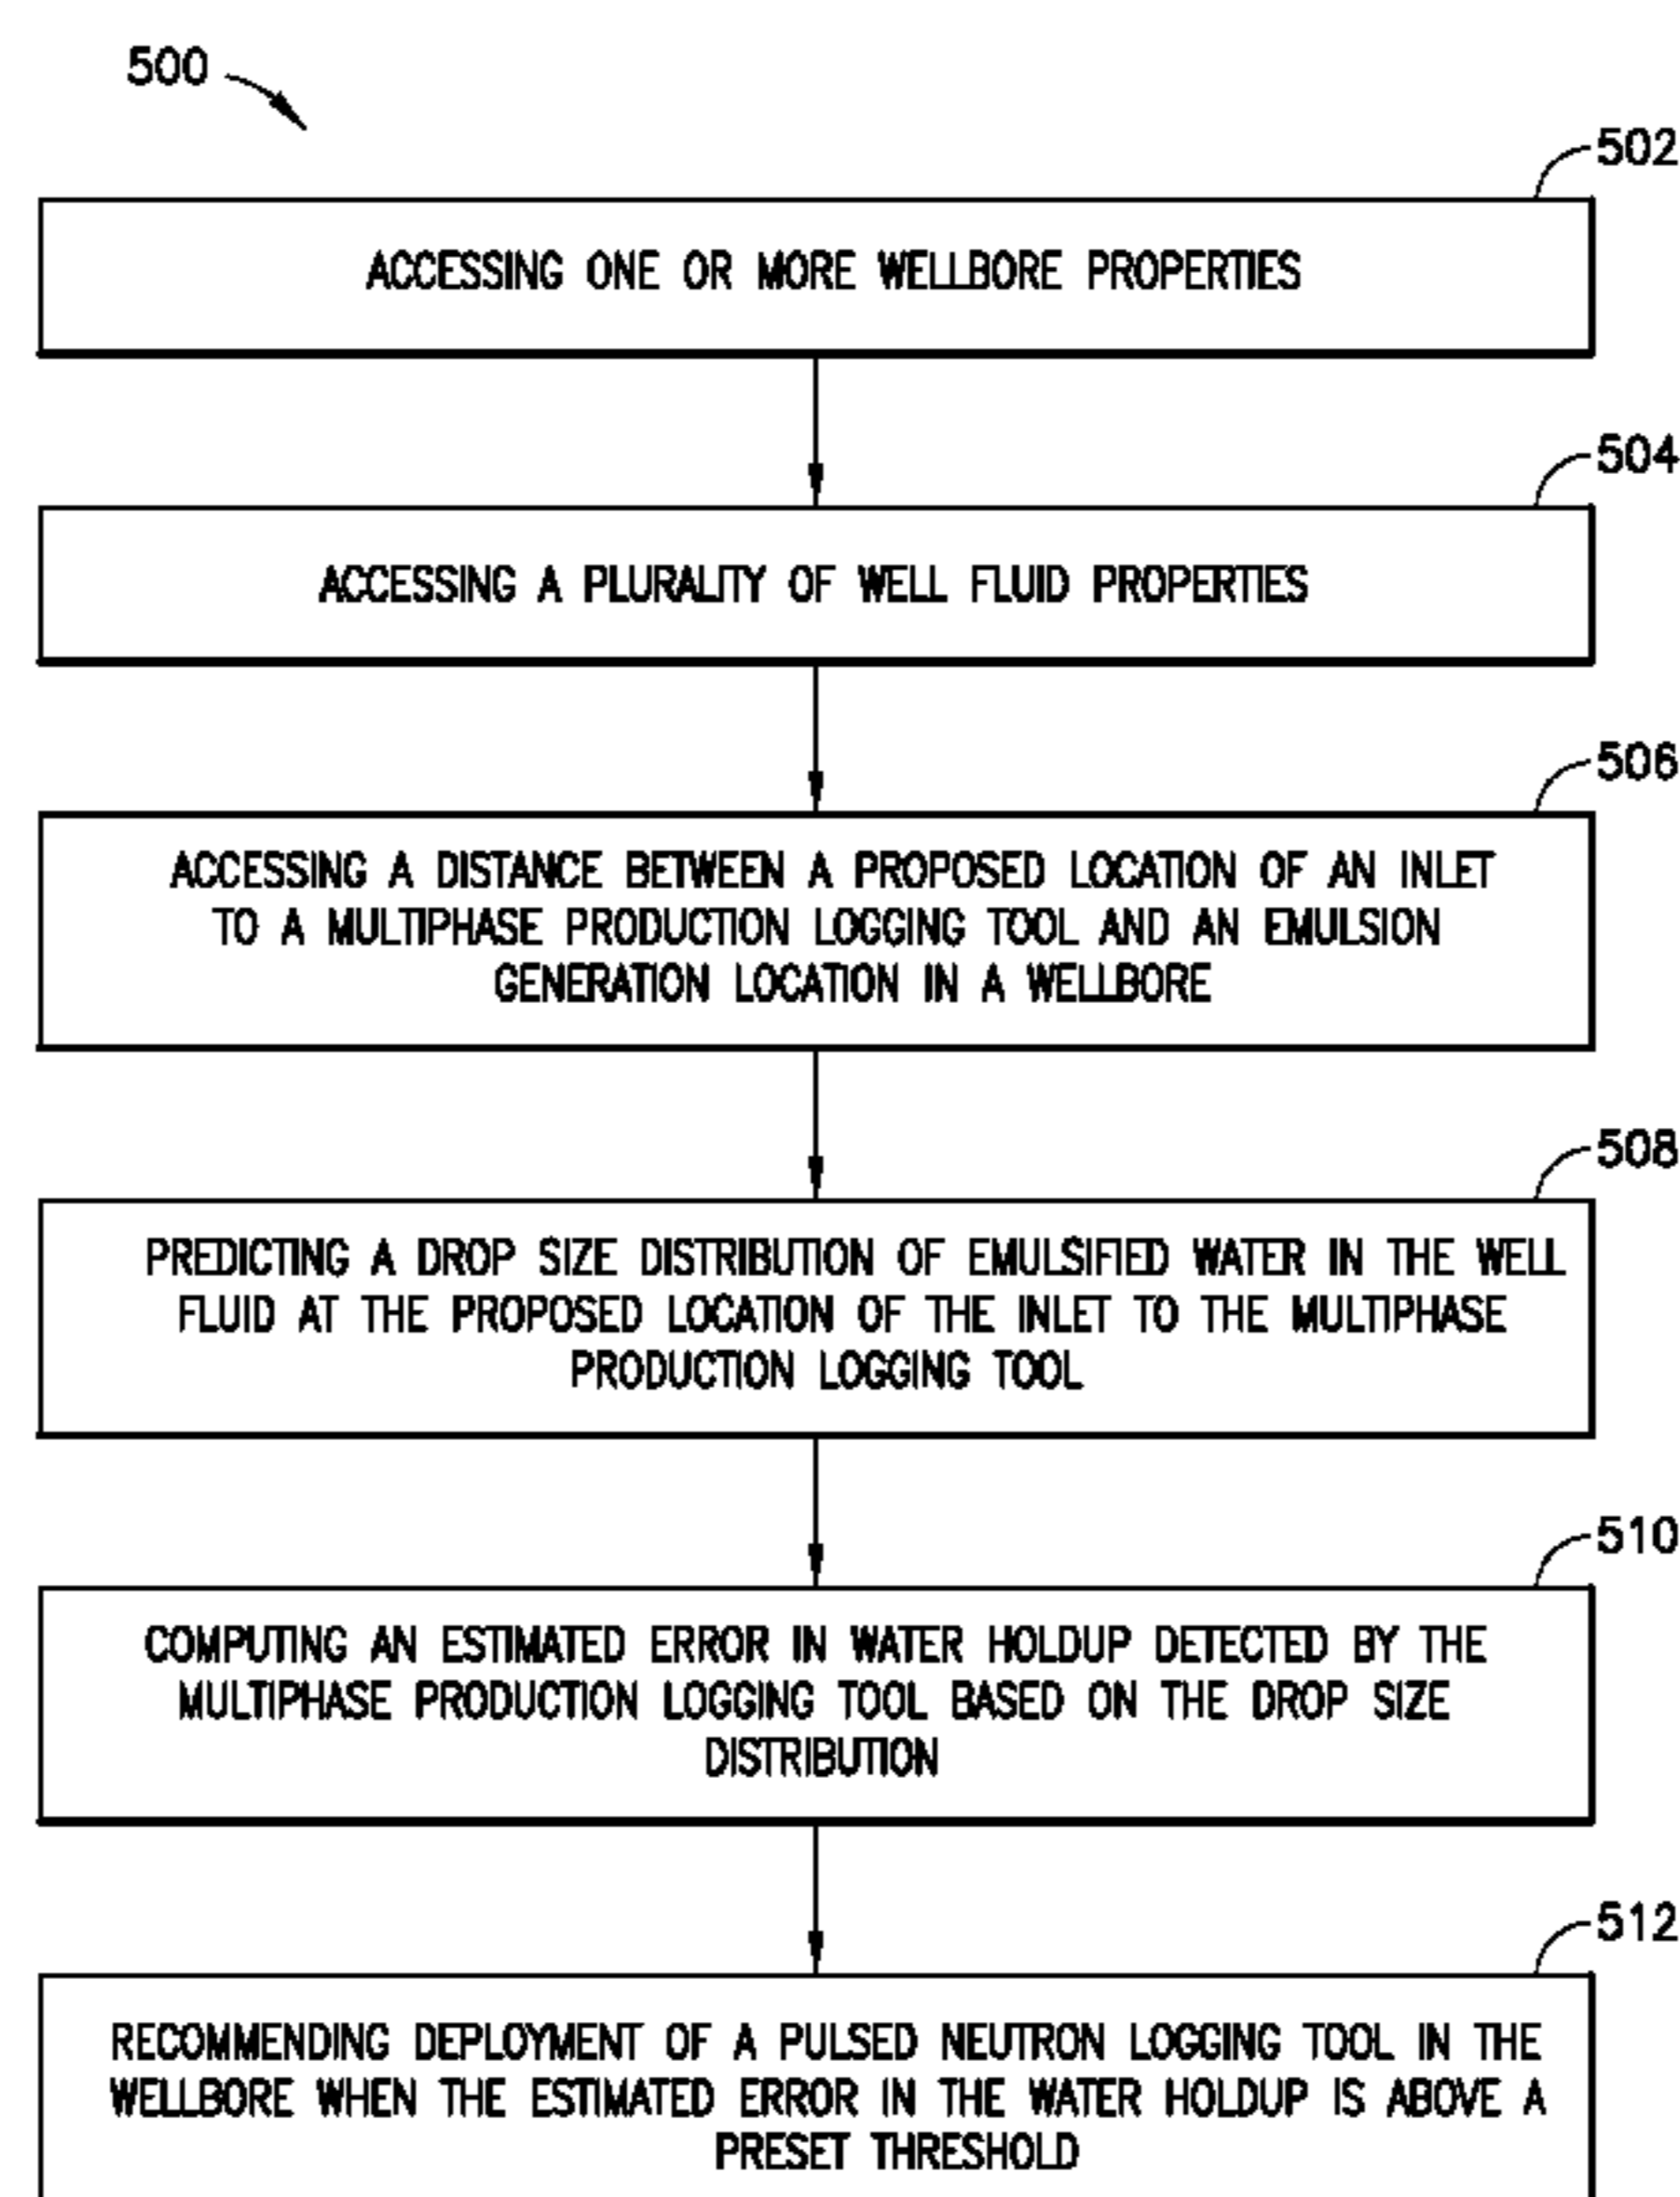 500
502
ACCESSING ONE OR MORE WELLBORE PROPERTIES
504
ACCESSING A PLURALITY OF WELL FLUID PROPERTIES
506
ACCESSING A DISTANCE BETWEEN A PROPOSED LOCATION OF AN INLET
TO A MULTIPHASE PRODUCTION LOGGING TOOL AND AN EMULSION
GENERATION LOCATION IN A WELLBORE
508
PREDICTING A DROP SIZE DISTRIBUTION OF EMULSIFIED WATER IN THE WELL
FLUID AT THE PROPOSED LOCATION OF THE INLET TO THE MULTIPHASE
PRODUCTION LOGGING TOOL
510
COMPUTING AN ESTIMATED ERROR IN WATER HOLDUP DETECTED BY THE
MULTIPHASE PRODUCTION LOGGING TOOL BASED ON THE DROP SIZE
DISTRIBUTION
512
RECOMMENDING DEPLOYMENT OF A PULSED NEUTRON LOGGING TOOL IN THE
WELLBORE WHEN THE ESTIMATED ERROR IN THE WATER HOLDUP IS ABOVE A
PRESET THRESHOLD